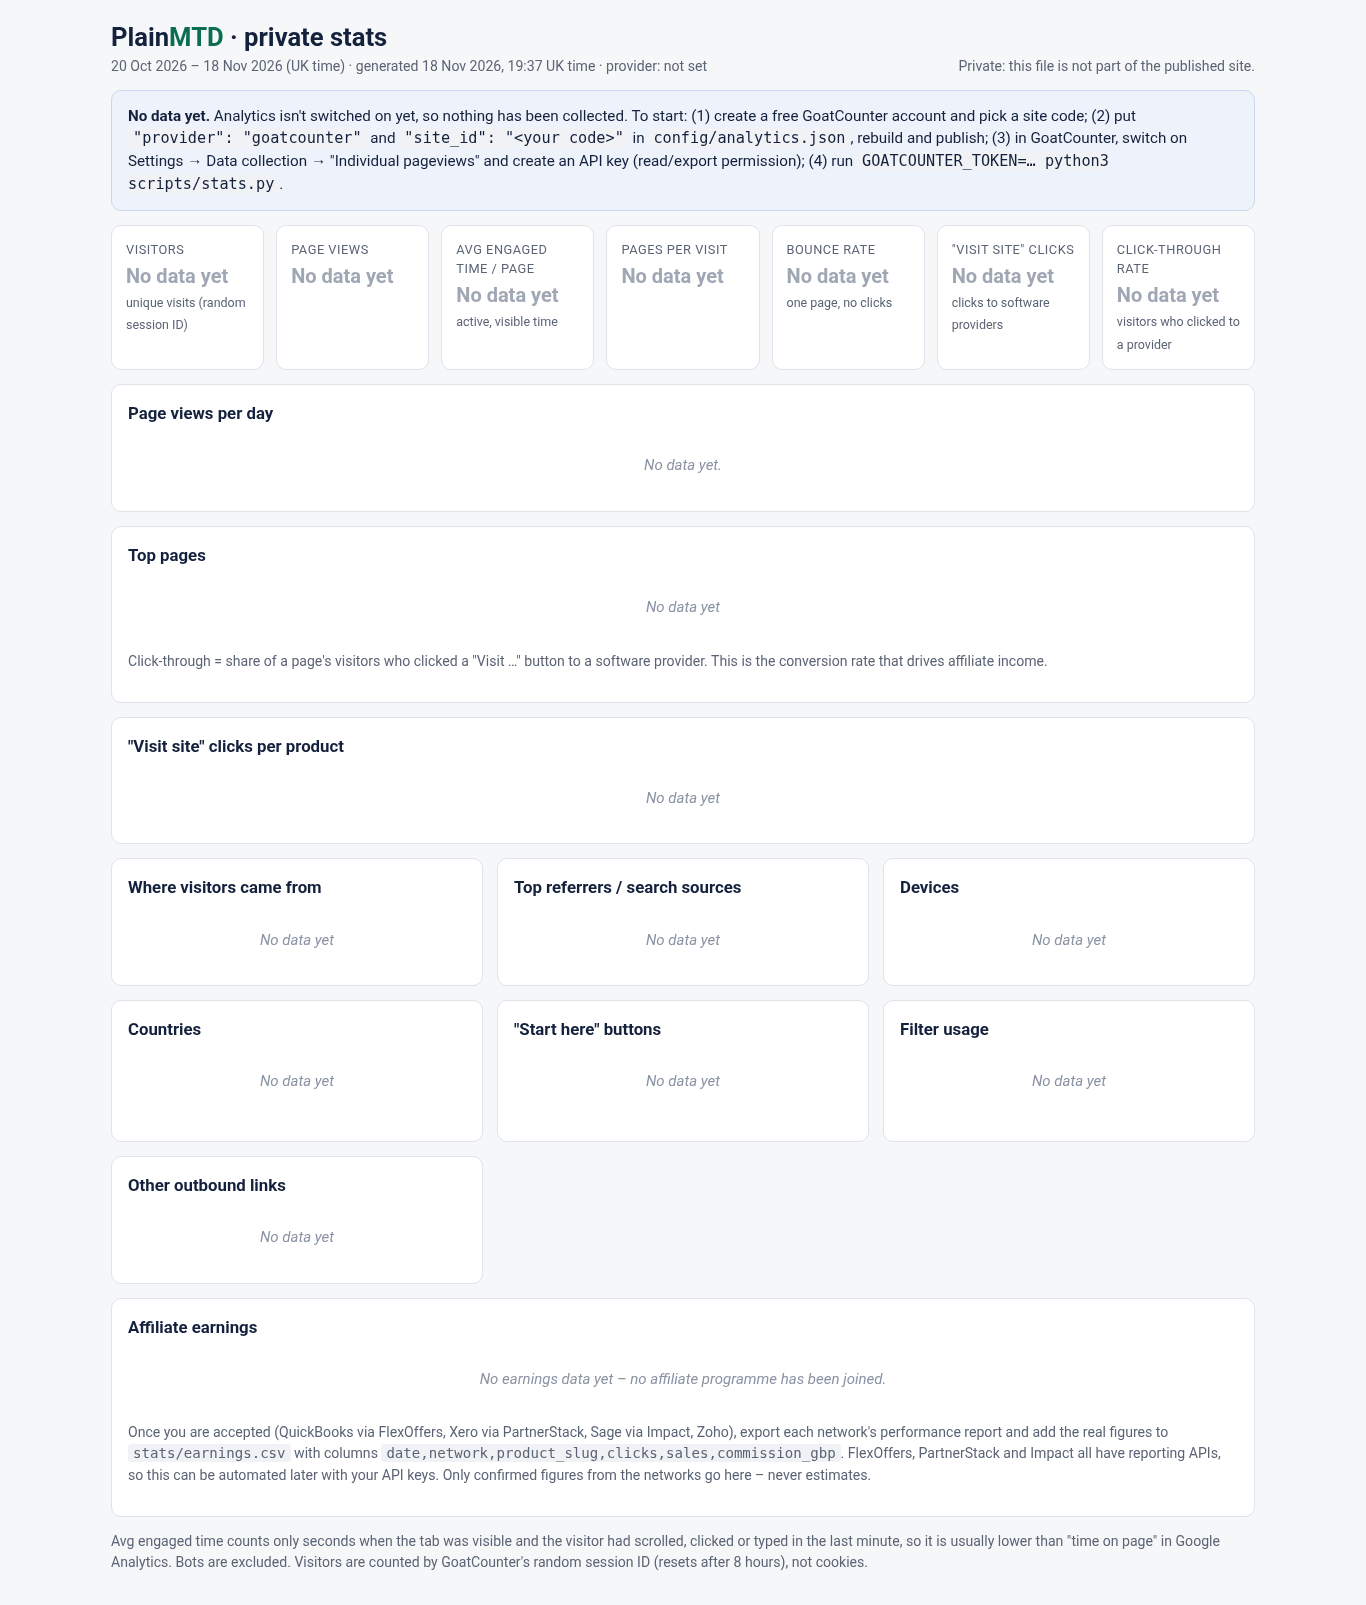 PlainMTD · private stats
20 Oct 2026 – 18 Nov 2026 (UK time) · generated 18 Nov 2026, 19:37 UK time · provider: not set
Private: this file is not part of the published site.
No data yet. Analytics isn't switched on yet, so nothing has been collected. To start: (1) create a free GoatCounter account and pick a site code; (2) put
"provider": "goatcounter" and "site_id": "<your code>" in config/analytics.json , rebuild and publish; (3) in GoatCounter, switch on
Settings → Data collection → "Individual pageviews" and create an API key (read/export permission); (4) run GOATCOUNTER_TOKEN=… python3
scripts/stats.py .
VISITORS
No data yet
unique visits (random
session ID)
PAGE VIEWS
No data yet
AVG ENGAGED
TIME / PAGE
No data yet
active, visible time
PAGES PER VISIT
No data yet
BOUNCE RATE
No data yet
one page, no clicks
"VISIT SITE" CLICKS
No data yet
clicks to software
providers
CLICK-THROUGH
RATE
No data yet
visitors who clicked to
a provider
Page views per day
No data yet.
Top pages
No data yet
Click-through = share of a page's visitors who clicked a "Visit …" button to a software provider. This is the conversion rate that drives affiliate income.
"Visit site" clicks per product
No data yet
Where visitors came from
No data yet
Top referrers / search sources
No data yet
Devices
No data yet
Countries
No data yet
"Start here" buttons
No data yet
Filter usage
No data yet
Other outbound links
No data yet
Affiliate earnings
No earnings data yet – no affiliate programme has been joined.
Once you are accepted (QuickBooks via FlexOffers, Xero via PartnerStack, Sage via Impact, Zoho), export each network's performance report and add the real figures to
stats/earnings.csv with columns date,network,product_slug,clicks,sales,commission_gbp . FlexOffers, PartnerStack and Impact all have reporting APIs,
so this can be automated later with your API keys. Only confirmed figures from the networks go here – never estimates.
Avg engaged time counts only seconds when the tab was visible and the visitor had scrolled, clicked or typed in the last minute, so it is usually lower than "time on page" in Google
Analytics. Bots are excluded. Visitors are counted by GoatCounter's random session ID (resets after 8 hours), not cookies.